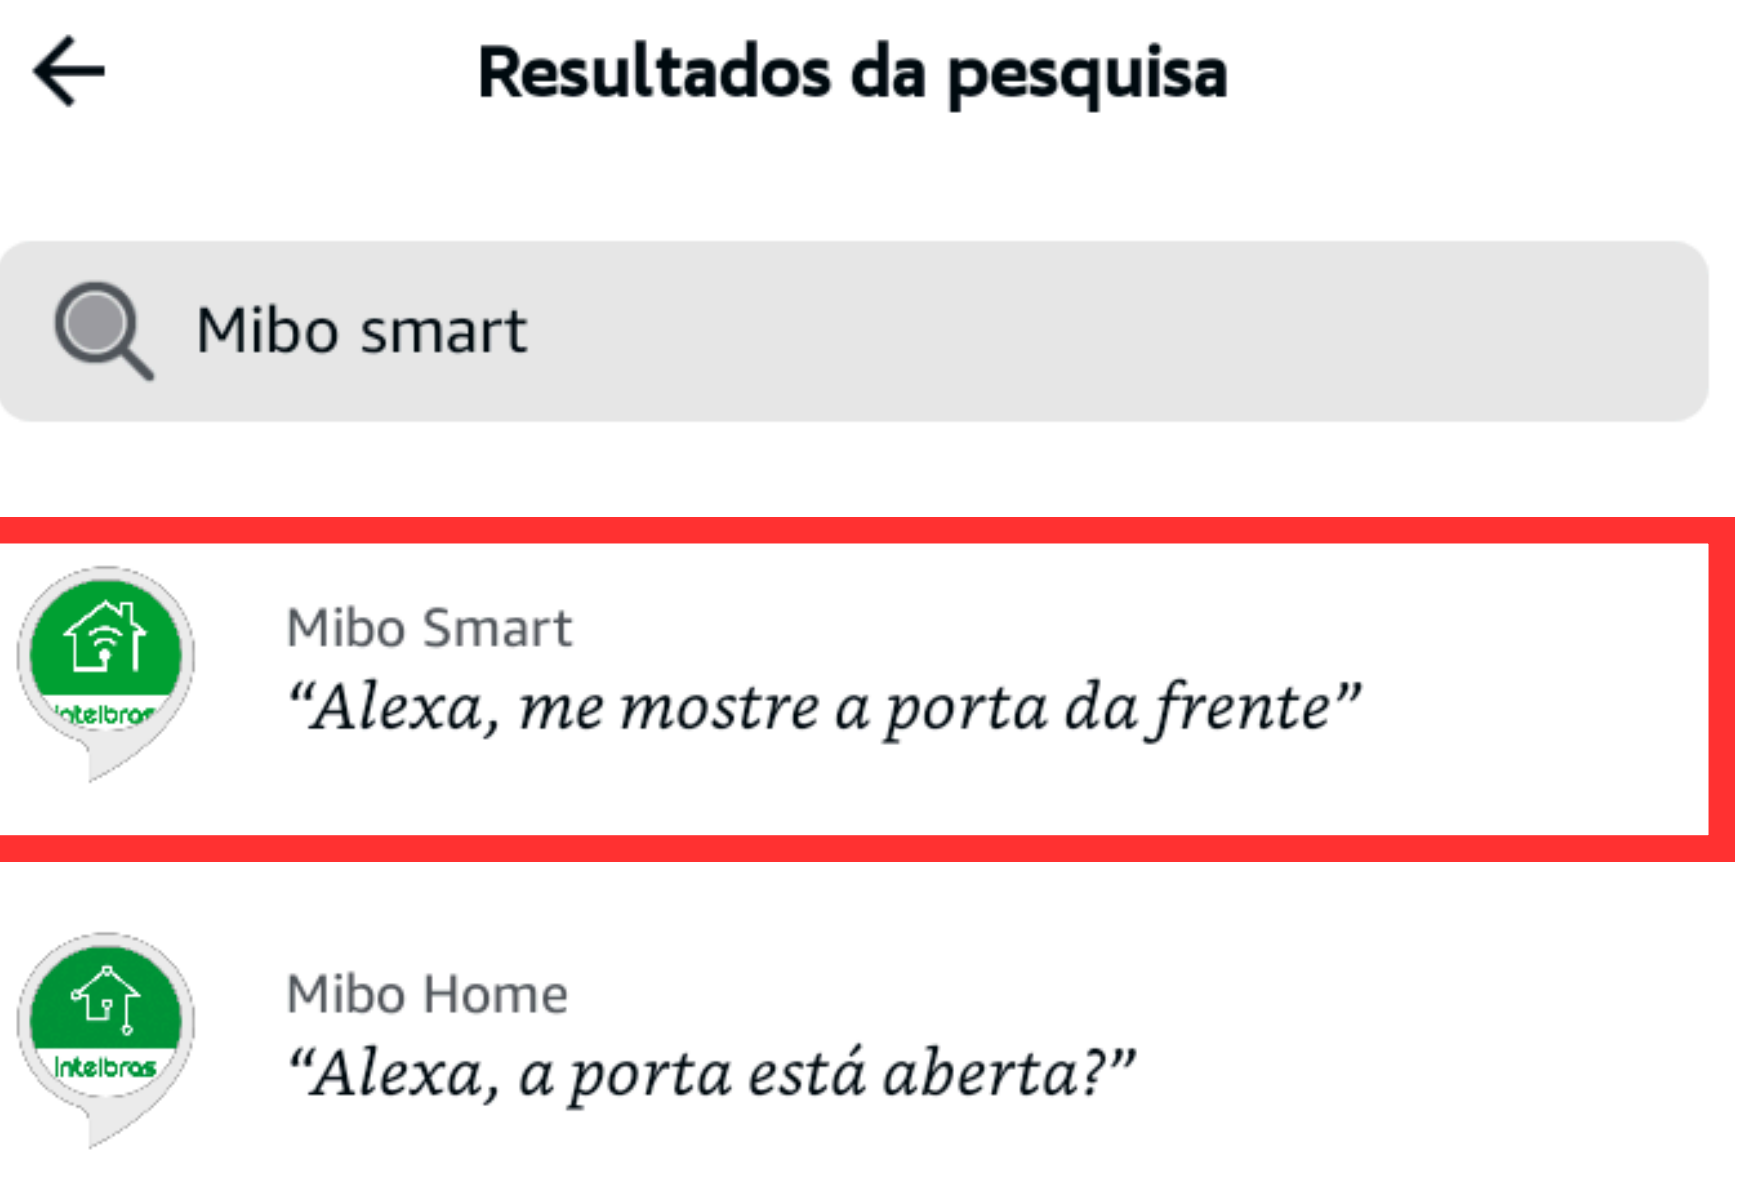 Resultados da pesquisa
Mibo smart
intelbras
Mibo Smart
“Alexa, me mostre a porta da frente”
intelbras
Mibo Home
“Alexa, a porta está aberta?”